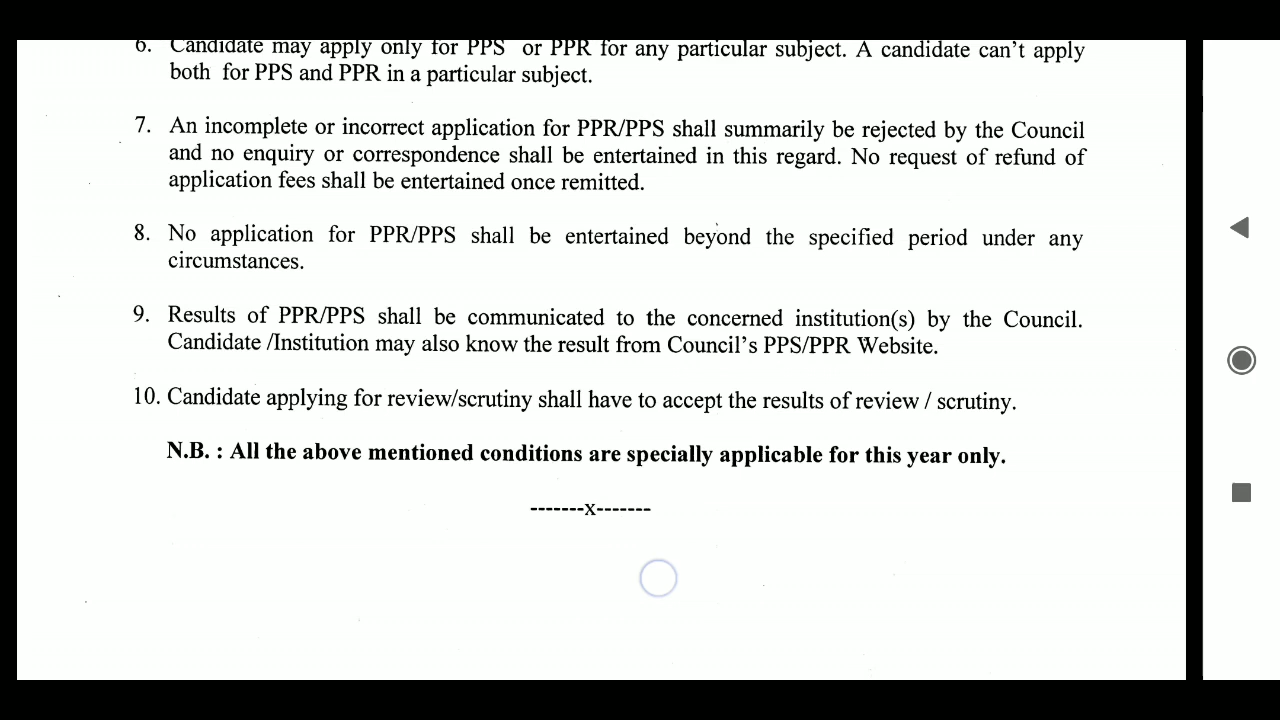 6. Candidate may apply only for PPS or PPR for any particular subject. A candidate can't apply
both for PPS and PPR in a particular subject.
7. An incomplete or incorrect application for PPR/PPS shall summarily be rejected by the Council
and no enquiry or correspondence shall be entertained in this regard. No request of refund of
application fees shall be entertained once remitted.
8. No application for PPR/PPS shall be entertained beyond the specified period under any
circumstances.
9. Results of PPR/PPS shall be communicated to the concerned institution(s) by the Council.
Candidate /Institution may also know the result from Council's PPS/PPR Website.
10. Candidate applying for review/scrutiny shall have to accept the results of review / scrutiny.
N.B. : All the above mentioned conditions are specially applicable for this year only.
-------x-------